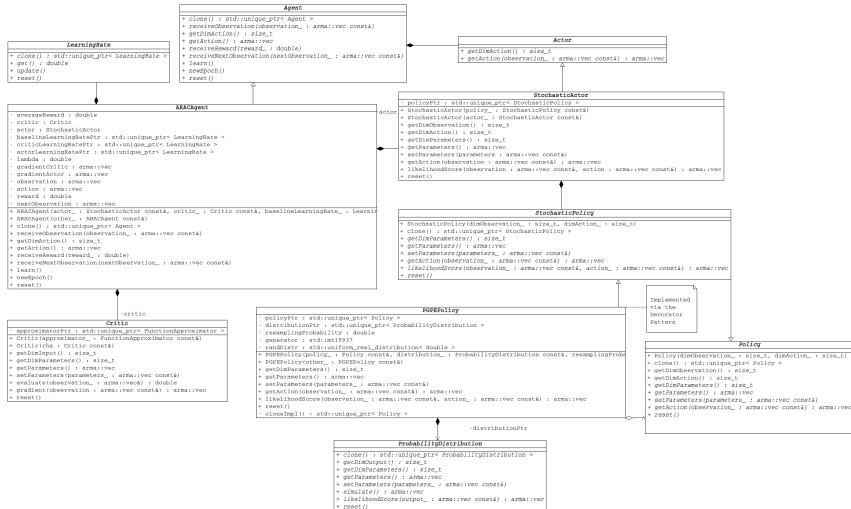 Agent
+ clone() : std::unique_ptr< Agent >
+ receiveObservation(observation_ : arma::vec const&)
+ getDimAction() : size_t
+ getAction() : arma::vec
+ receiveReward(reward_ : double)
+ receiveNextObservation(nextObservation_ : arma::vec const&)
+ learn()
+ newEpoch()
+ reset()
LearningRate
+ clone() : std::unique_ptr< LearningRate >
+ get() : double
+ update()
+ reset()
Actor
+ getDimAction() : size_t
+ getAction(observation_ : arma::vec const&) : arma::vec
ARACAgent
- averageReward : double
- critic : Critic
- actor : StochasticActor
- baselineLearningRatePtr : std::unique_ptr< LearningRate >
- criticLearningRatePtr : std::unique_ptr< LearningRate >
- actorLearningRatePtr : std::unique_ptr< LearningRate >
- lambda : double
- gradientCritic : arma::vec
- gradientActor : arma::vec
- observation : arma::vec
- action : arma::vec
- reward : double
- nextObservation : arma::vec
+ ARACAgent(actor_ : StochasticActor const&, critic_ : Critic const&, baselineLearningRate_ : Learnin
+ ARACAgent(other_ : ARACAgent const&)
+ clone() : std::unique_ptr< Agent >
+ receiveObservation(observation_ : arma::vec const&)
+ getDimAction() : size_t
+ getAction() : arma::vec
+ receiveReward(reward_ : double)
+ receiveNextObservation(nextObservation_ : arma::vec const&)
+ learn()
+ newEpoch()
+ reset()
-actor
StochasticActor
- policyPtr : std::unique_ptr< StochasticPolicy >
+ StochasticActor(policy_ : StochasticPolicy const&)
+ StochasticActor(actor_ : StochasticActor const&)
+ getDimObservation() : size_t
+ getDimAction() : size_t
+ getDimParameters() : size_t
+ getParameters() : arma::vec
+ setParameters(parameters : arma::vec const&)
+ getAction(observation : arma::vec const&) : arma::vec
+ likelihoodScore(observation : arma::vec const&, action : arma::vec const&) : arma::vec
+ reset()
StochasticPolicy
+ StochasticPolicy(dimObservation_ : size_t, dimAction_ : size_t)
+ clone() : std::unique_ptr< StochasticPolicy >
+ getDimParameters() : size_t
+ getParameters() : arma::vec
+ setParameters(parameters_ : arma::vec const&)
+ getAction(observation_ : arma::vec const&) : arma::vec
+ likelihoodScore(observation_ : arma::vec const&, action_ : arma::vec const&) : arma::vec
+ reset()
-critic
Critic
- approximatorPtr : std::unique_ptr< FunctionApproximator >
+ Critic(approximator_ : FunctionApproximator const&)
+ Critic(rhs : Critic const&)
+ getDimInput() : size_t
+ getDimParameters() : size_t
+ getParameters() : arma::vec
+ setParameters(parameters_ : arma::vec const&)
+ evaluate(observation_ : arma::vec&) : double
+ gradient(observation : arma::vec const&) : arma::vec
+ reset()
PGPEPolicy
- policyPtr : std::unique_ptr< Policy >
- distributionPtr : std::unique_ptr< ProbabilityDistribution >
- resamplingProbability : double
- generator : std::mt19937
- randDistr : std::uniform_real_distribution< double >
+ PGPEPolicy(policy_ : Policy const&, distribution_ : ProbabilityDistribution const&, resamplingProb
+ PGPEPolicy(other_ : PGPEPolicy const&)
+ getDimParameters() : size_t
+ getParameters() : arma::vec
+ setParameters(parameters : arma::vec const&)
+ getAction(observation_ : arma::vec const&) : arma::vec
+ likelihoodScore(observation_ : arma::vec const&, action_ : arma::vec const&) : arma::vec
+ reset()
- cloneImpl() : std::unique_ptr< Policy >
Implemented
via the
Decorator
Pattern
Policy
+ Policy(dimObservation_ : size_t, dimAction_ : size_t)
+ clone() : std::unique_ptr< Policy >
+ getDimObservation() : size_t
+ getDimAction() : size_t
+ getDimParameters() : size_t
+ getParameters() : arma::vec
+ setParameters(parameters_ : arma::vec const&)
+ getAction(observation_ : arma::vec const&) : arma::vec
+ reset()
-distributionPtr
ProbabilityDistribution
+ clone() : std::unique_ptr< ProbabilityDistribution >
+ getDimOutput() : size_t
+ getDimParameters() : size_t
+ getParameters() : arma::vec
+ setParameters(parameters_ : arma::vec const&)
+ simulate() : arma::vec
+ likelihoodScore(output_ : arma::vec const&) : arma::vec
+ reset()